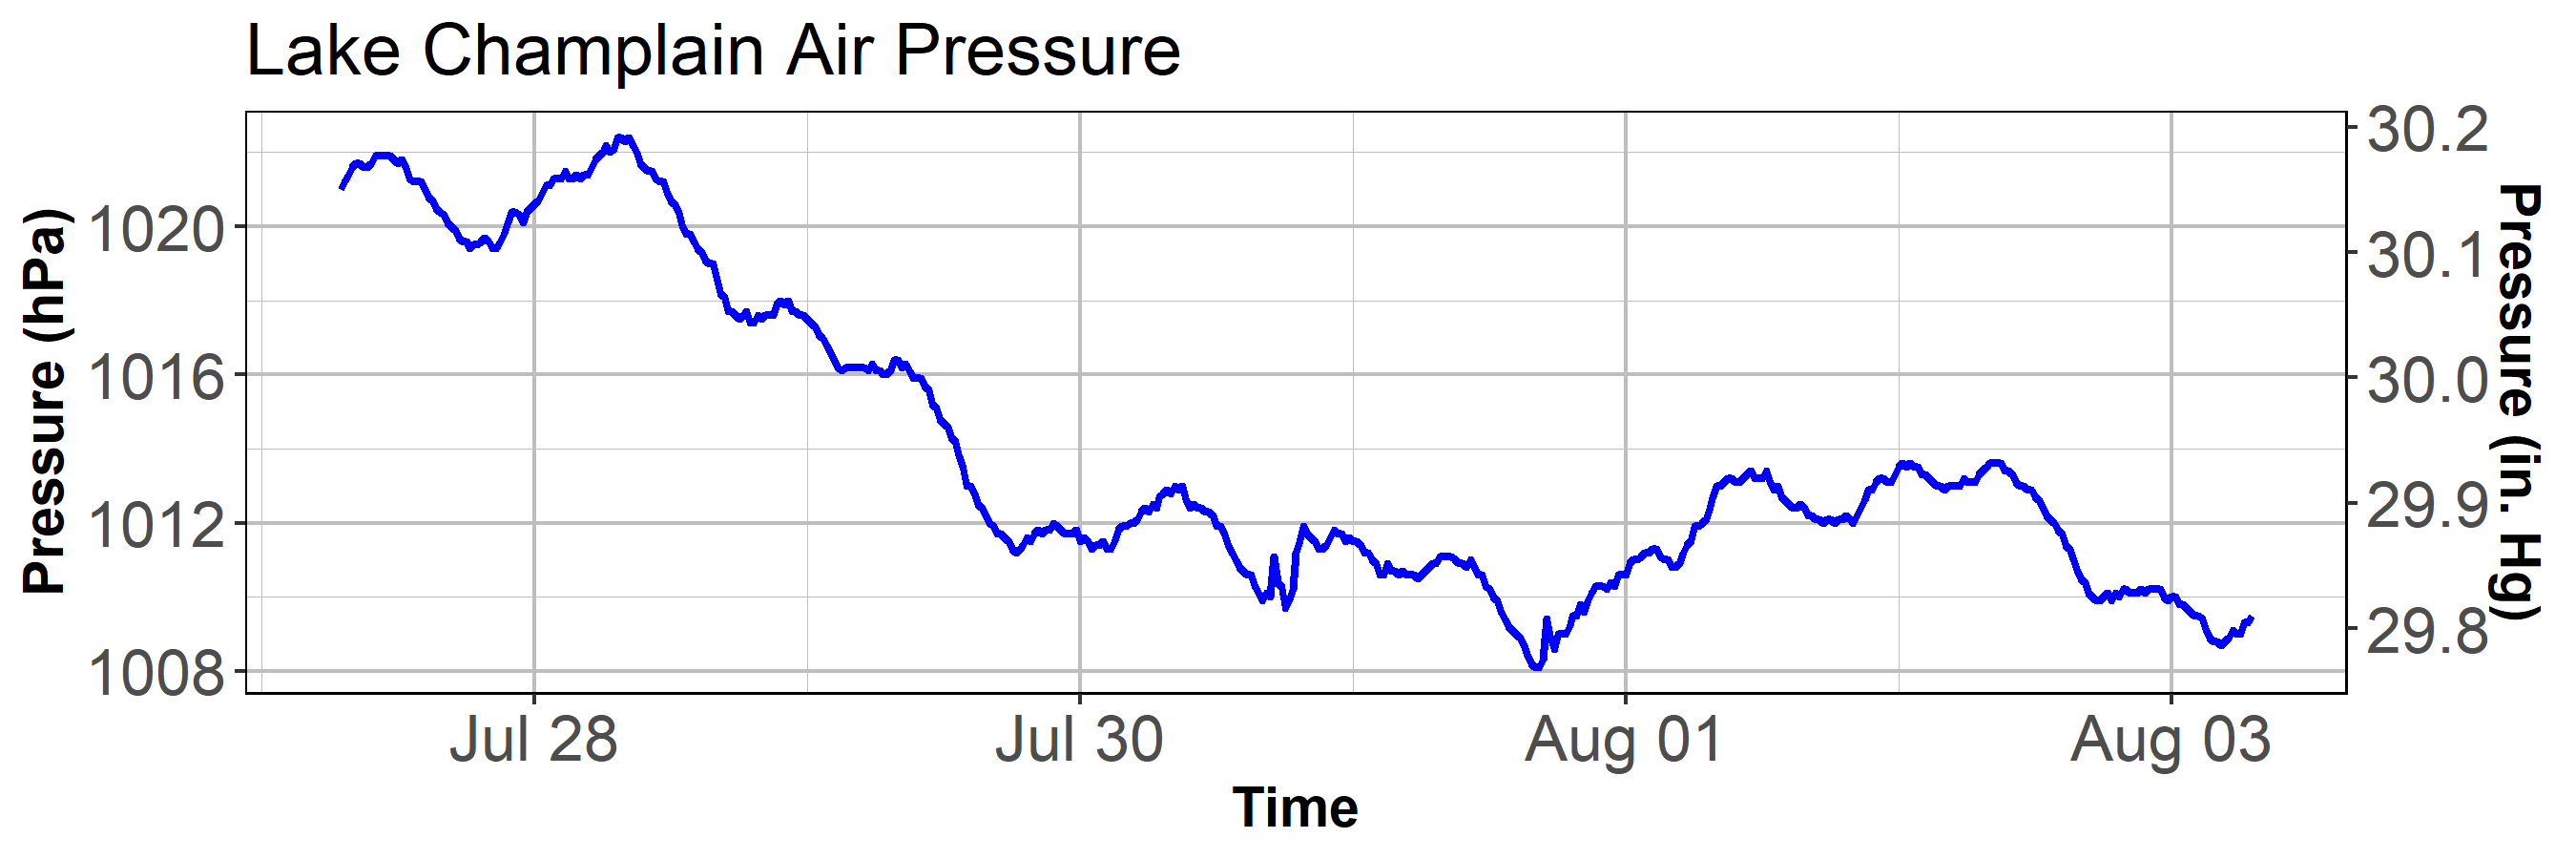 Lake Champlain Air Pressure
Pressure (hPa)
1020
1016
1012
1008
30.2
30.1
30.0
29.9
29.8
Pressure (in. Hg)
Jul 28
Jul 30
Aug 01
Aug 03
Time